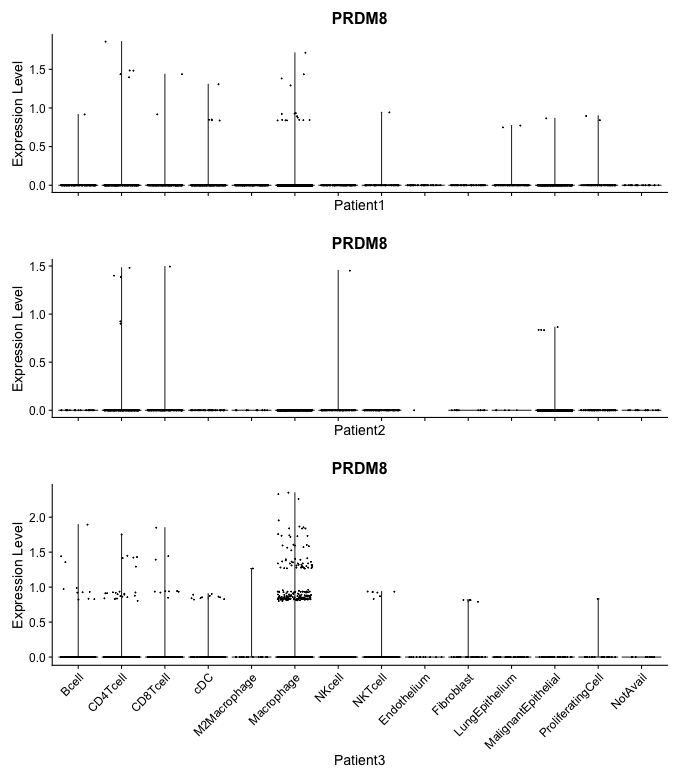 PRDM8
Expression Level
1.5
1.0
0.5
0.0
Patient1
PRDM8
Expression Level
1.5
1.0
0.5
0.0
Patient2
PRDM8
Expression Level
2.0
1.5
1.0
0.5
0.0
Bcell
CD4Tcell
CD8Tcell
cDC
M2Macrophage
Macrophage
NKcell
NKTcell
Endothelium
Fibroblast
LungEpithelium
MalignantEpithelial
ProliferatingCell
NotAvail
Patient3